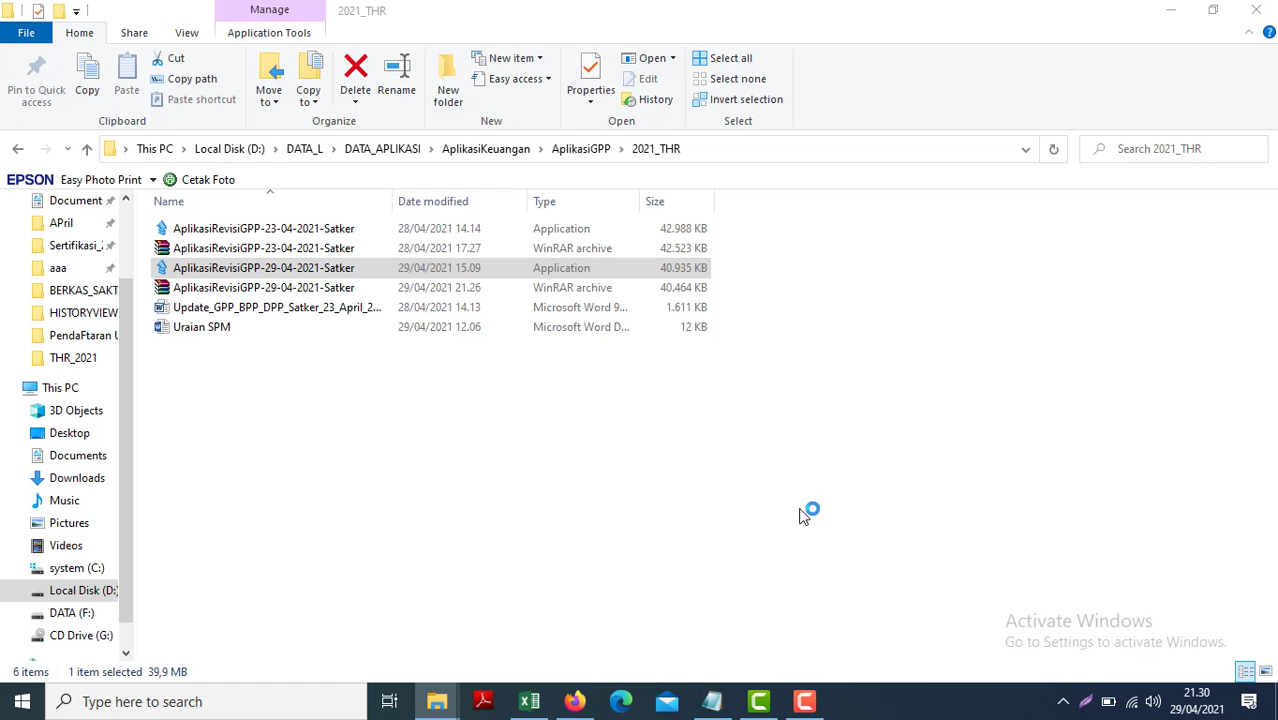 Manage 2021_THR
File Home Share View Application Tools
Pin to Quick access
Copy
Paste
Cut
Copy path
Paste shortcut
Clipboard
Move to
Copy to
Delete
Rename
Organize
New folder
New item
Easy access
New
Properties
Open
Edit
History
Open
Select all
Select none
Invert selection
Select
This PC Local Disk (D:) DATA_L DATA_APLIKASI AplikasiKeuangan AplikasiGPP 2021_THR Search 2021_THR
EPSON Easy Photo Print Cetak Foto
Document
APril
Sertifikasi_
aaa
BERKAS_SAKT
HISTORYVIEW
PendaFtaran U
THR_2021
This PC
3D Objects
Desktop
Documents
Downloads
Music
Pictures
Videos
system (C:)
Local Disk (D:)
DATA (F:)
CD Drive (G:)
Name Date modified Type Size
AplikasiRevisiGPP-23-04-2021-Satker 28/04/2021 14.14 Application 42.988 KB
AplikasiRevisiGPP-23-04-2021-Satker 28/04/2021 17.27 WinRAR archive 42.523 KB
AplikasiRevisiGPP-29-04-2021-Satker 29/04/2021 15.09 Application 40.935 KB
AplikasiRevisiGPP-29-04-2021-Satker 29/04/2021 21.26 WinRAR archive 40.464 KB
Update_GPP_BPP_DPP_Satker_23_April_2... 28/04/2021 14.13 Microsoft Word 9... 1.611 KB
Uraian SPM 29/04/2021 12.06 Microsoft Word D... 12 KB
Activate Windows
Go to Settings to activate Windows.
6 items 1 item selected 39,9 MB
Type here to search
21.30
29/04/2021